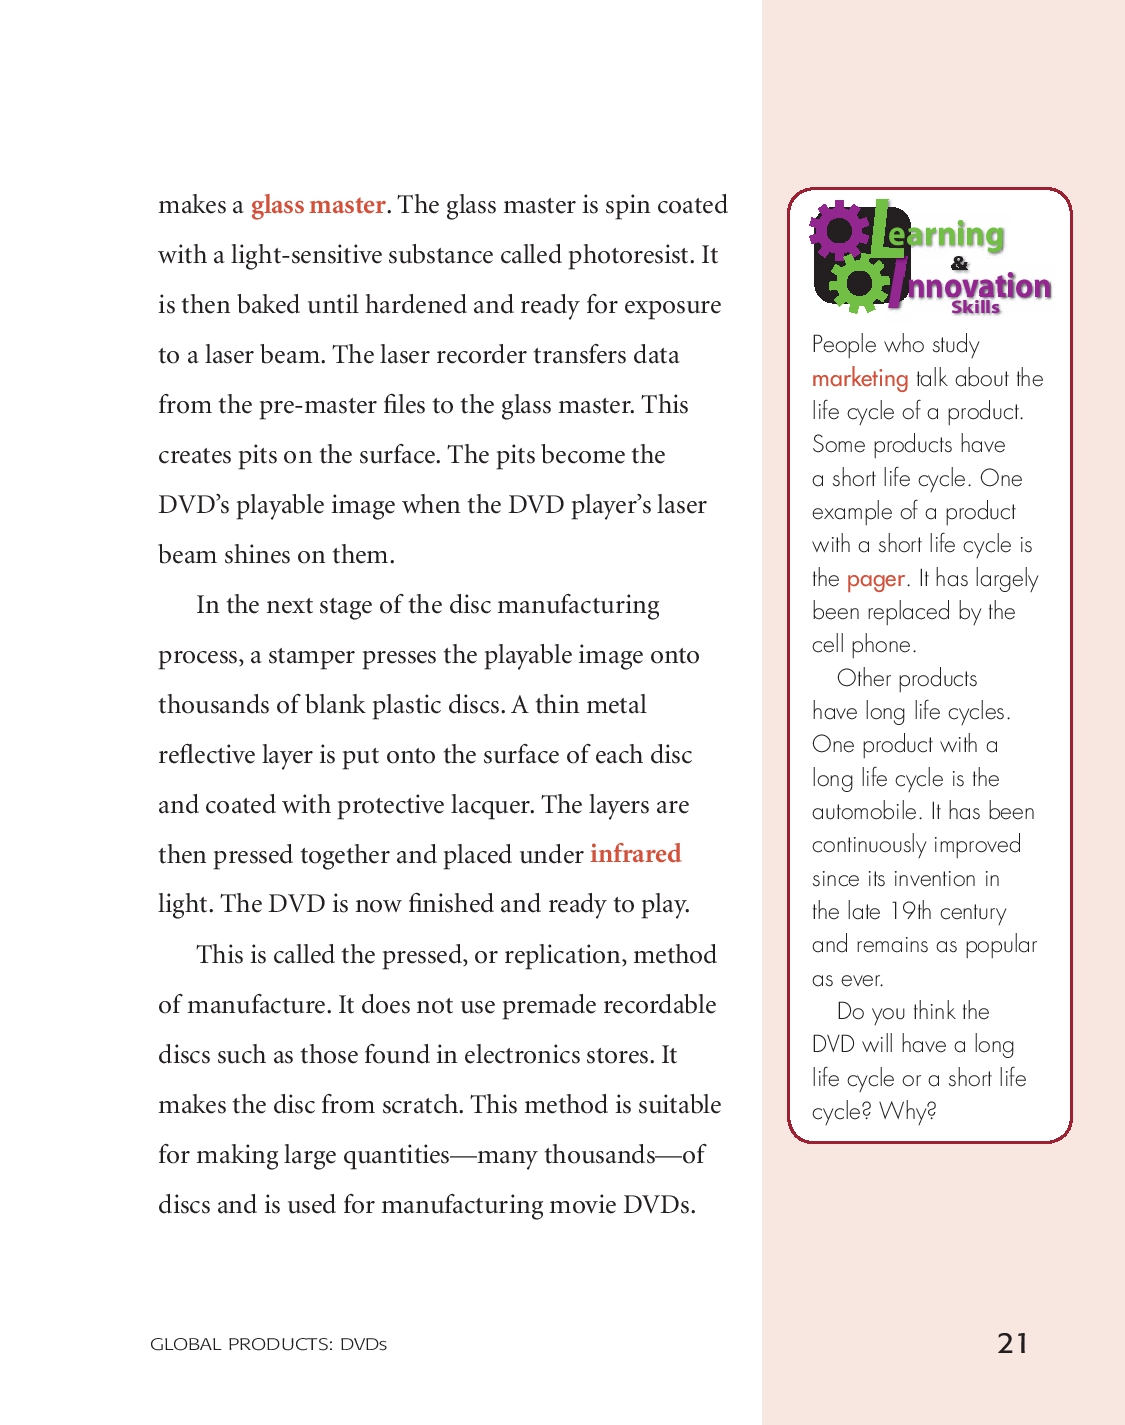 makes a glass master. The glass master is spin coated
with a light-sensitive substance called photoresist. It
is then baked until hardened and ready for exposure
to a laser beam. The laser recorder transfers data
from the pre-master files to the glass master. This
creates pits on the surface. The pits become the
DVD’s playable image when the DVD player’s laser
beam shines on them.
In the next stage of the disc manufacturing
process, a stamper presses the playable image onto
thousands of blank plastic discs. A thin metal
reflective layer is put onto the surface of each disc
and coated with protective lacquer. The layers are
then pressed together and placed under infrared
light. The DVD is now finished and ready to play.
This is called the pressed, or replication, method
of manufacture. It does not use premade recordable
discs such as those found in electronics stores. It
makes the disc from scratch. This method is suitable
for making large quantities—many thousands—of
discs and is used for manufacturing movie DVDs.
Learning
&
Innovation
Skills
People who study
marketing talk about the
life cycle of a product.
Some products have
a short life cycle. One
example of a product
with a short life cycle is
the pager. It has largely
been replaced by the
cell phone.
Other products
have long life cycles.
One product with a
long life cycle is the
automobile. It has been
continuously improved
since its invention in
the late 19th century
and remains as popular
as ever.
Do you think the
DVD will have a long
life cycle or a short life
cycle? Why?
GLOBAL PRODUCTS: DVDs
21